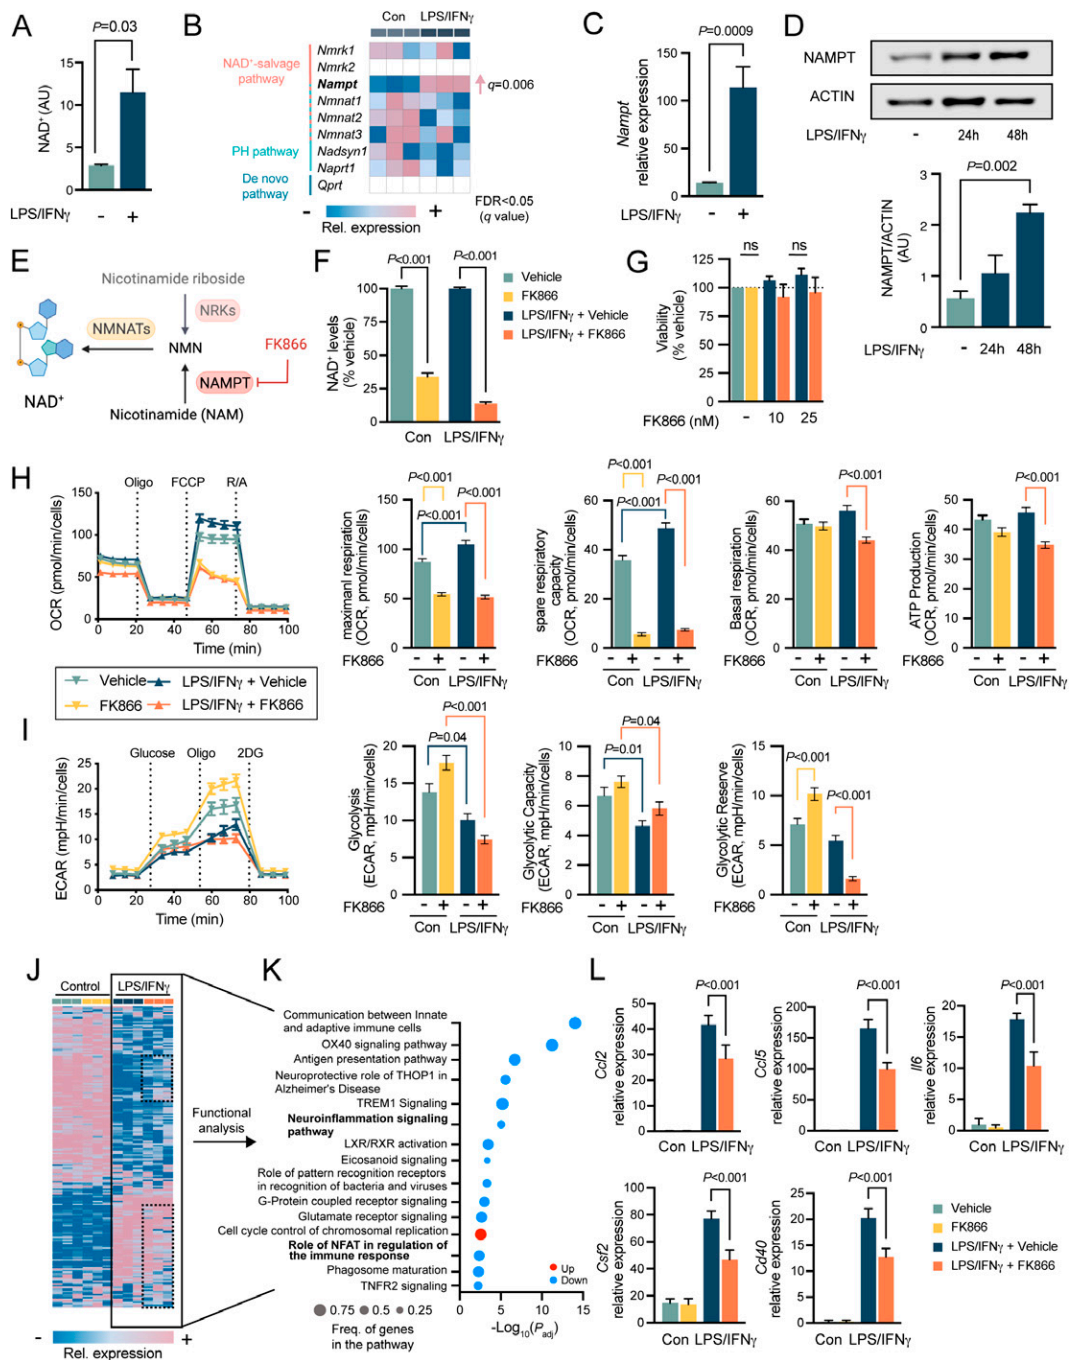 A
P=0.03
NAD⁺ (AU)
15
10
5
0
LPS/IFNγ
-
+
B
Con
LPS/IFNγ
NAD⁺-salvage
pathway
Nmrk1
Nmrk2
Nampt
Nmnat1
Nmnat2
Nmnat3
q=0.006
PH pathway
Nadsyn1
Naprt1
De novo
pathway
Qprt
-
+
Rel. expression
FDR<0.05
(q value)
C
P=0.0009
Nampt
relative expression
150
100
50
0
LPS/IFNγ
-
+
D
NAMPT
ACTIN
LPS/IFNγ
-
24h
48h
P=0.002
NAMPT/ACTIN
(AU)
3
2
1
0
LPS/IFNγ
-
24h
48h
E
Nicotinamide riboside
NRKs
NMNATs
NMN
FK866
NAMPT
NAD⁺
Nicotinamide (NAM)
F
P<0.001
P<0.001
NAD⁺ levels
(% vehicle)
100
75
50
25
0
Con
LPS/IFNγ
Vehicle
FK866
LPS/IFNγ + Vehicle
LPS/IFNγ + FK866
G
ns
ns
Viability
(% vehicle)
125
100
75
50
25
0
FK866 (nM)
-
10
25
H
Oligo
FCCP
R/A
OCR (pmol/min/cells)
150
100
50
0
0
20
40
60
80
100
Time (min)
P<0.001
P<0.001
P<0.001
maximanl respiration
(OCR, pmol/min/cells)
150
100
50
0
FK866
- + - +
Con
LPS/IFNγ
P<0.001
P<0.001
P<0.001
spare respiratory
capacity
(OCR, pmol/min/cells)
60
40
20
0
FK866
- + - +
Con
LPS/IFNγ
P<0.001
Basal respiration
(OCR, pmol/min/cells)
60
40
20
0
FK866
- + - +
Con
LPS/IFNγ
P<0.001
ATP Production
(OCR, pmol/min/cells)
50
40
30
20
10
0
FK866
- + - +
Con
LPS/IFNγ
Vehicle
LPS/IFNγ + Vehicle
FK866
LPS/IFNγ + FK866
I
Glucose
Oligo
2DG
ECAR (mpH/min/cells)
25
20
15
10
5
0
0
20
40
60
80
100
Time (min)
P<0.001
P=0.04
Glycolysis
(ECAR, mpH/min/cells)
20
15
10
5
0
FK866
- + - +
Con
LPS/IFNγ
P=0.04
P=0.01
Glycolytic Capacity
(ECAR, mpH/min/cells)
10
8
6
4
2
0
FK866
- + - +
Con
LPS/IFNγ
P<0.001
P<0.001
Glycolytic Reserve
(ECAR, mpH/min/cells)
15
10
5
0
FK866
- + - +
Con
LPS/IFNγ
J
Control
LPS/IFNγ
Functional
analysis
-
+
Rel. expression
K
Communication between Innate
and adaptive immune cells
OX40 signaling pathway
Antigen presentation pathway
Neuroprotective role of THOP1 in
Alzheimer's Disease
TREM1 Signaling
Neuroinflammation signaling
pathway
LXR/RXR activation
Eicosanoid signaling
Role of pattern recognition receptors
in recognition of bacteria and viruses
G-Protein coupled receptor signaling
Glutamate receptor signaling
Cell cycle control of chromosomal replication
Role of NFAT in regulation of
the immune response
Phagosome maturation
TNFR2 signaling
Up
Down
0
5
10
15
-Log₁₀(Pₐdⱼ)
0.75
0.5
0.25
Freq. of genes
in the pathway
L
P<0.001
Ccl2
relative expression
60
40
20
0
Con
LPS/IFNγ
P<0.001
Ccl5
relative expression
200
150
100
50
0
Con
LPS/IFNγ
P<0.001
Il6
relative expression
20
15
10
5
0
Con
LPS/IFNγ
P<0.001
Csf2
relative expression
100
80
60
40
20
0
Con
LPS/IFNγ
P<0.001
Cd40
relative expression
25
20
15
10
5
0
Con
LPS/IFNγ
Vehicle
FK866
LPS/IFNγ + Vehicle
LPS/IFNγ + FK866